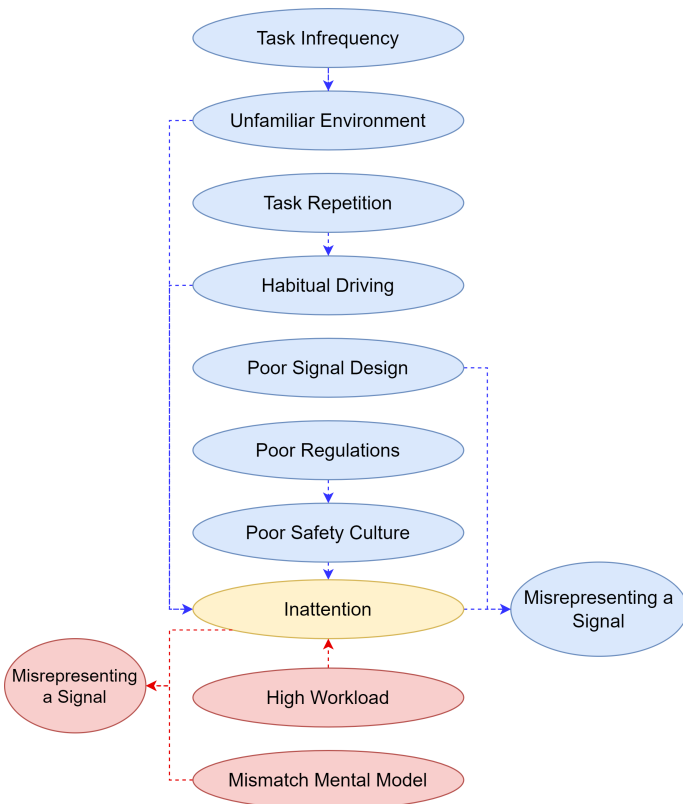 Task Infrequency
Unfamiliar Environment
Task Repetition
Habitual Driving
Poor Signal Design
Poor Regulations
Poor Safety Culture
Inattention
Misrepresenting a
Signal
Misrepresenting
a Signal
High Workload
Mismatch Mental Model